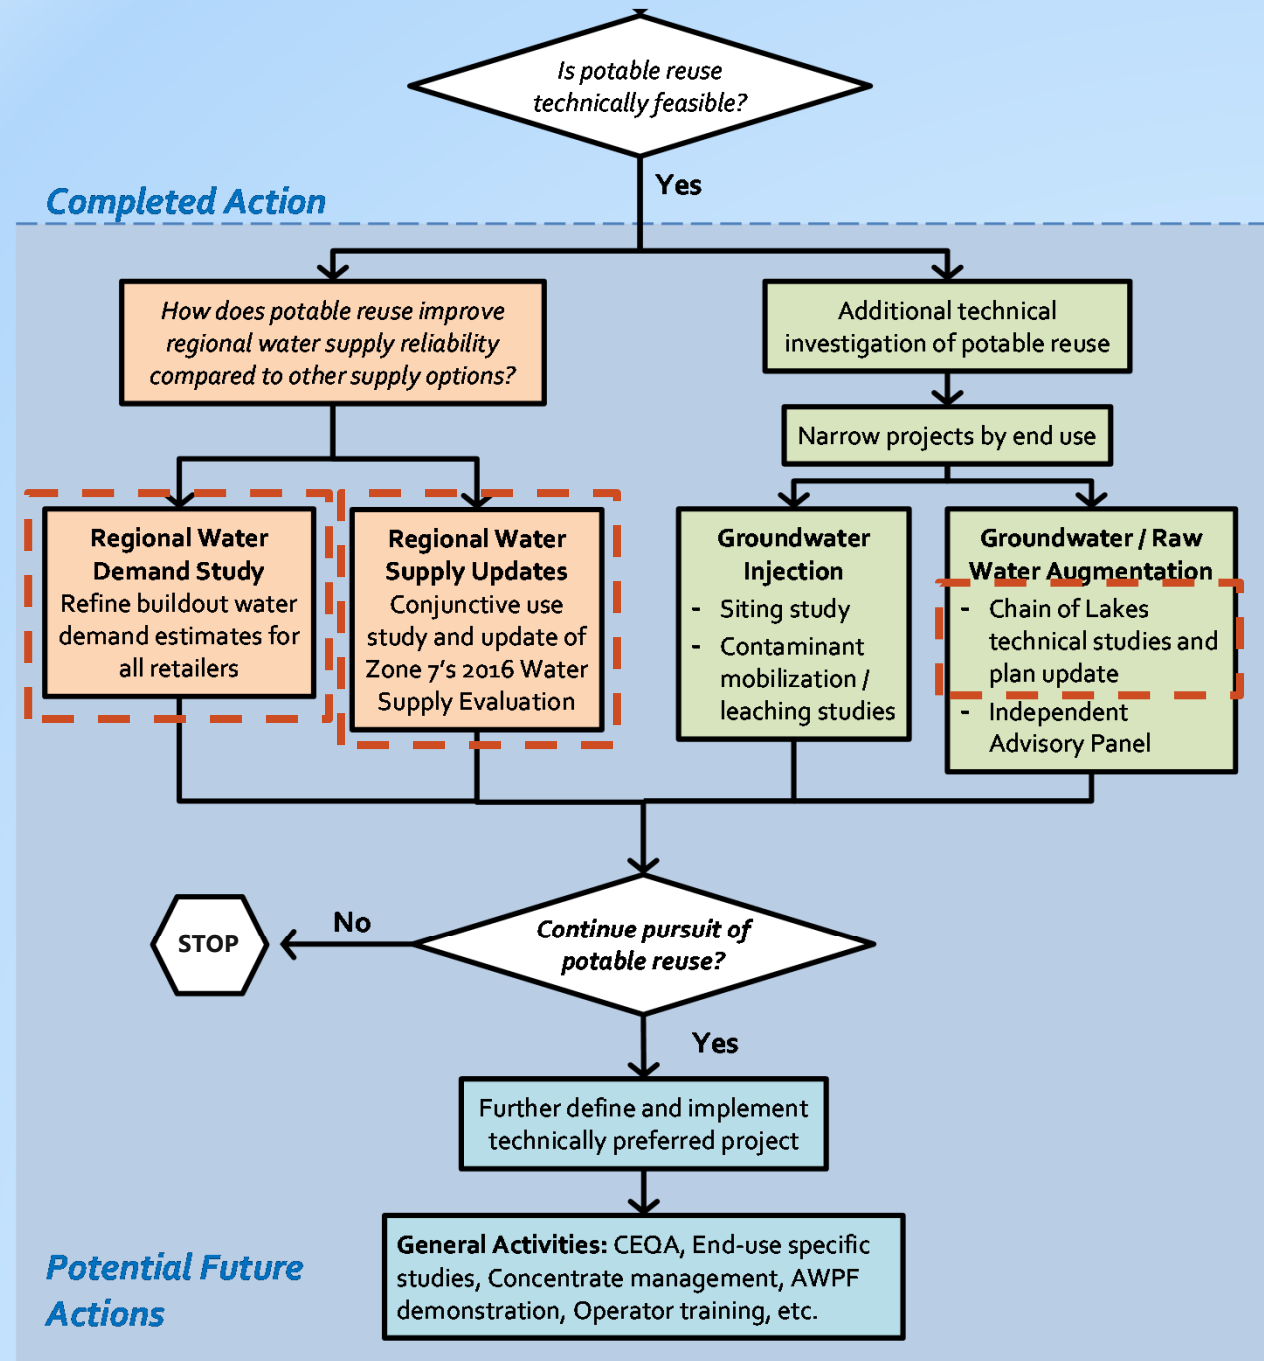 Is potable reuse
technically feasible?
Yes
Completed Action
How does potable reuse improve
regional water supply reliability
compared to other supply options?
Additional technical
investigation of potable reuse
Narrow projects by end use
Regional Water
Demand Study
Refine buildout water
demand estimates for
all retailers
Regional Water
Supply Updates
Conjunctive use
study and update of
Zone 7's 2016 Water
Supply Evaluation
Groundwater
Injection
- Siting study
- Contaminant
mobilization /
leaching studies
Groundwater / Raw
Water Augmentation
- Chain of Lakes
technical studies and
plan update
- Independent
Advisory Panel
Continue pursuit of
potable reuse?
No
STOP
Yes
Further define and implement
technically preferred project
General Activities: CEQA, End-use specific
studies, Concentrate management, AWPF
demonstration, Operator training, etc.
Potential Future
Actions